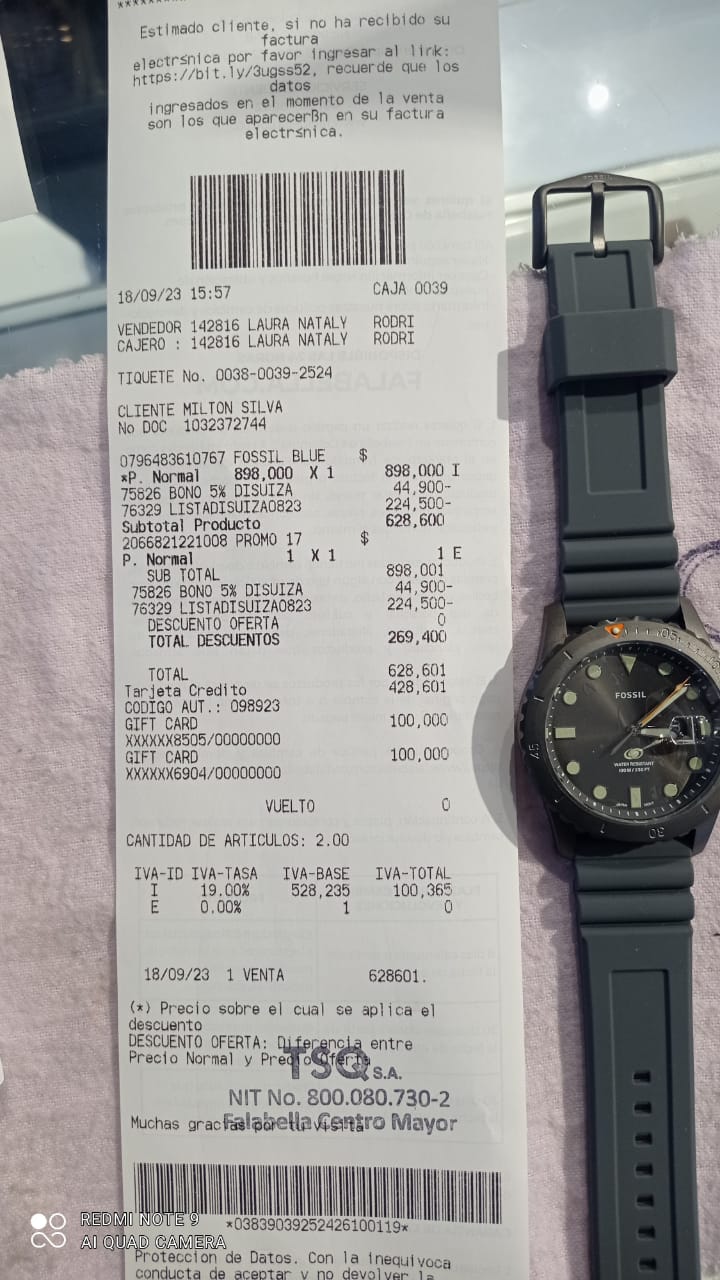 Estimado cliente, si no ha recibido su
factura
electrsnica por favor ingresar al link:
https://bit.ly/3ugss52, recuerde que los
datos
ingresados en el momento de la venta
son los que aparecerBn en su factura
electrsnica.
18/09/23 15:57 CAJA 0039
VENDEDOR 142816 LAURA NATALY RODRI
CAJERO : 142816 LAURA NATALY RODRI
TIQUETE No. 0038-0039-2524
CLIENTE MILTON SILVA
No DOC 1032372744
0796483610767 FOSSIL BLUE $
*P. Normal 898,000 X 1 898,000 I
75826 BONO 5% DISUIZA 44,900-
76329 LISTADISUIZA0823 224,500-
Subtotal Producto 628,600
2066821221008 PROMO 17 $
P. Normal 1 X 1 1 E
SUB TOTAL 898,001
75826 BONO 5% DISUIZA 44,900-
76329 LISTADISUIZA0823 224,500-
DESCUENTO OFERTA 0
TOTAL DESCUENTOS 269,400
TOTAL 628,601
Tarjeta Credito 428,601
CODIGO AUT.: 098923
GIFT CARD 100,000
XXXXXX8505/00000000
GIFT CARD 100,000
XXXXXX6904/00000000
VUELTO 0
CANTIDAD DE ARTICULOS: 2.00
IVA-ID IVA-TASA IVA-BASE IVA-TOTAL
I 19.00% 528,235 100,365
E 0.00% 1 0
18/09/23 1 VENTA 628601.
(*) Precio sobre el cual se aplica el
descuento
DESCUENTO OFERTA: Diferencia entre
Precio Normal y Precio Oferta
TSQ S.A.
NIT No. 800.080.730-2
Falabella Centro Mayor
Muchas gracias por tu visita
*03839039252426100119*
Proteccion de Datos. Con la inequivoca
conducta de aceptar y no devolver la
FOSSIL
FOSSIL
WATER RESISTANT
100M/330FT
05
30
45
REDMI NOTE 9
AI QUAD CAMERA